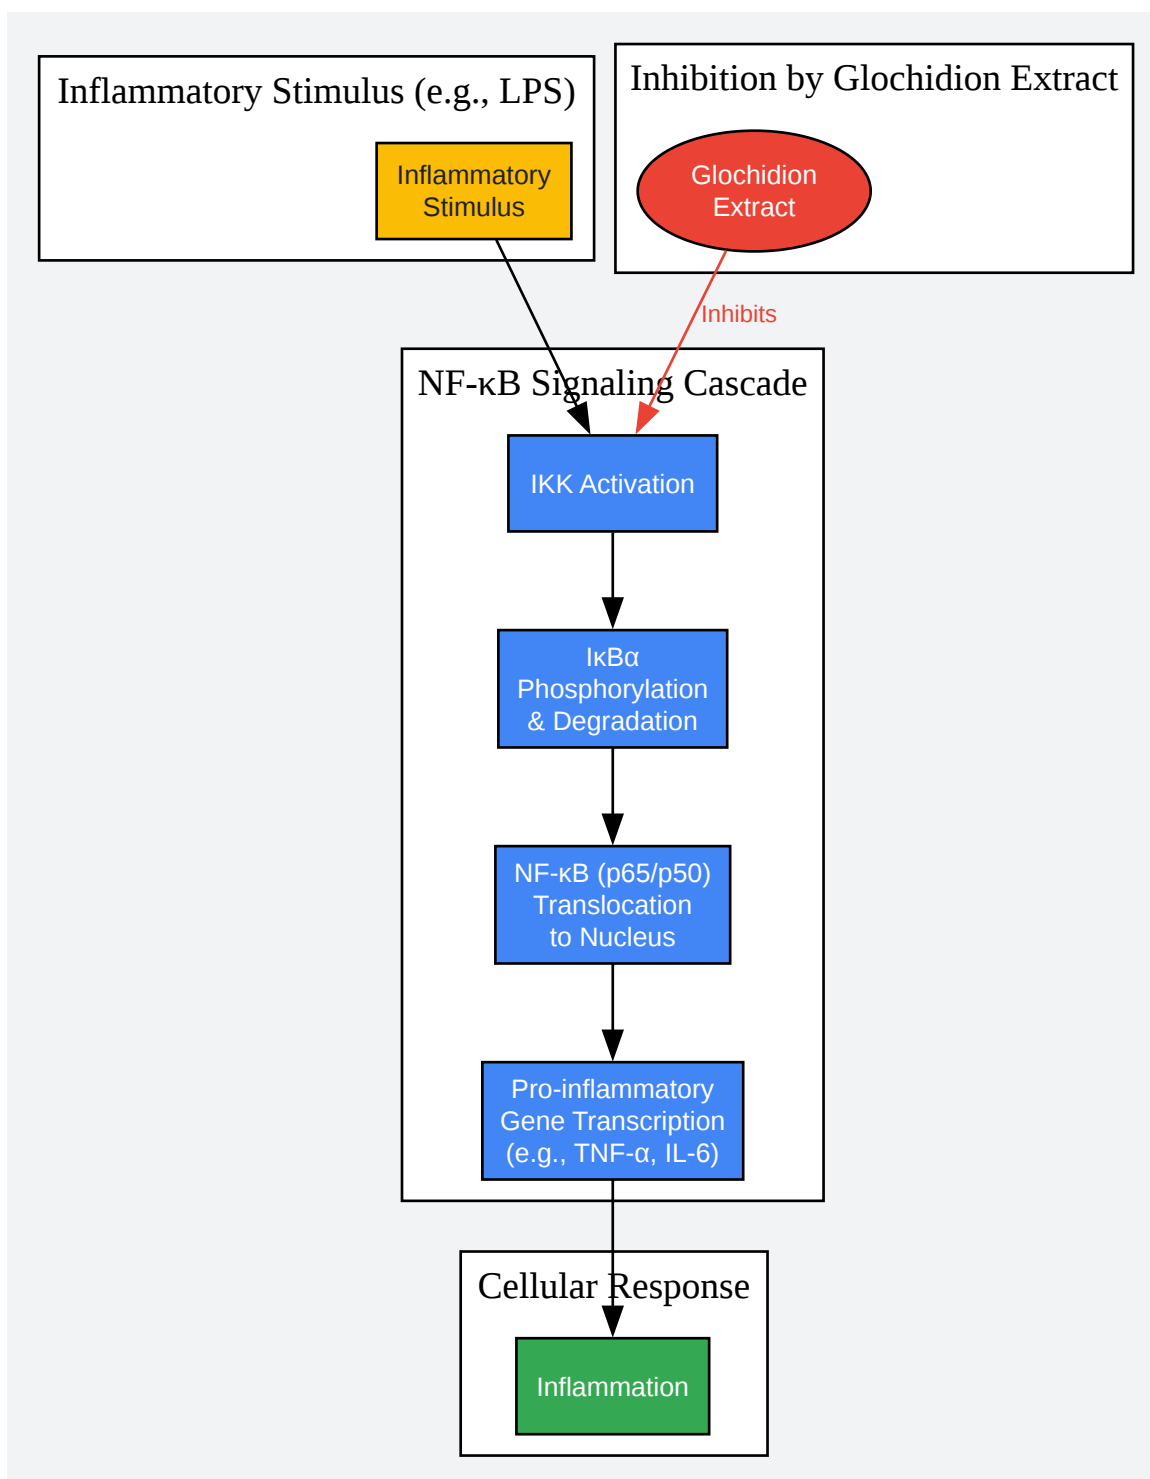 Inflammatory Stimulus (e.g., LPS)
Inflammatory
Stimulus
Inhibition by Glochidion Extract
Glochidion
Extract
Inhibits
NF-κB Signaling Cascade
IKK Activation
IκBα
Phosphorylation
& Degradation
NF-κB (p65/p50)
Translocation
to Nucleus
Pro-inflammatory
Gene Transcription
(e.g., TNF-α, IL-6)
Cellular Response
Inflammation